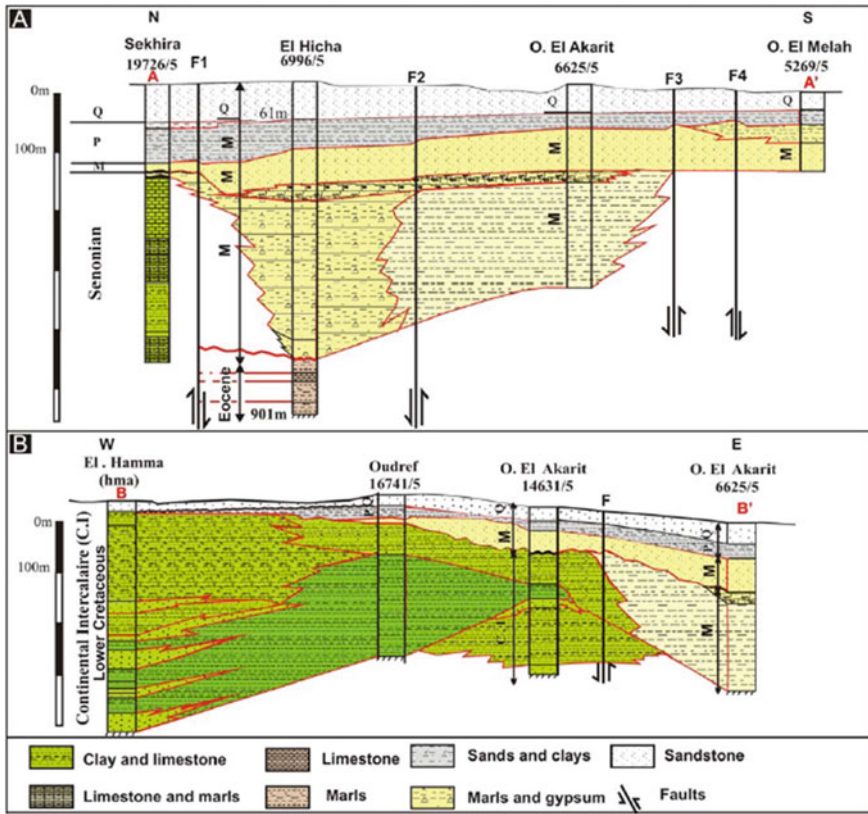 A
N
S
Sekhira
19726/5
A
F1
El Hicha
6996/5
F2
O. El Akarit
6625/5
F3
F4
O. El Melah
5269/5
A'
0m
100m
Q
P
M
Senonian
Q
61m
M
M
M
Q
M
M
Q
M
Eocene
901m
B
W
E
El . Hamma
(hma)
B
Oudref
16741/5
O. El Akarit
14631/5
F
O. El Akarit
6625/5
B'
0m
100m
Continental Intercalaire (C.I)
Lower Cretaceous
P
Q
M
C.I
Q
P
M
M
Clay and limestone
Limestone
Sands and clays
Sandstone
Limestone and marls
Marls
Marls and gypsum
Faults